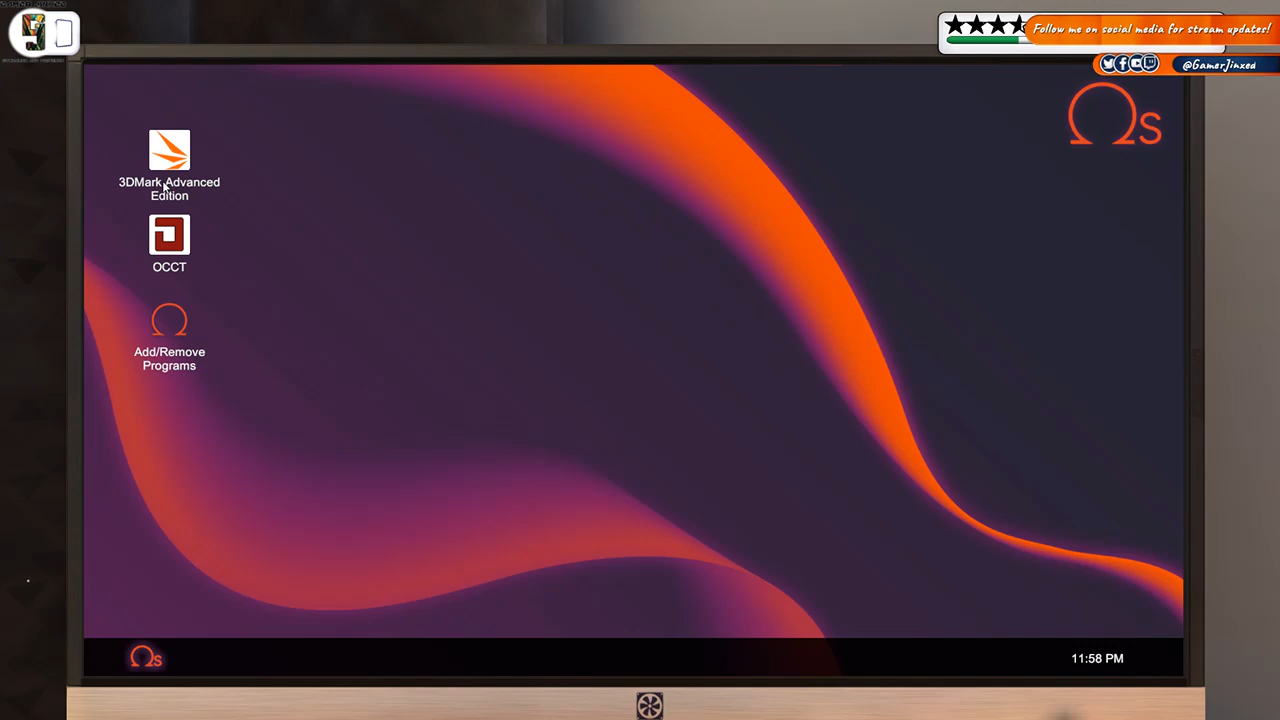 Follow me on social media for stream updates!
@GamerJinxed
Ωs
3DMark Advanced
Edition
OCCT
Add/Remove
Programs
Ωs
11:58 PM